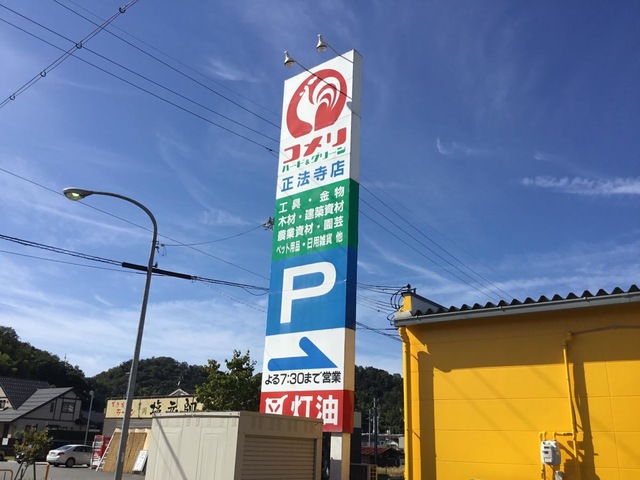 コメリ
ハード&グリーン
正法寺店
工具・金物
木材・建築資材
農業資材・園芸
ペット用品・日用雑貨 他
P
よる7:30まで営業
灯油